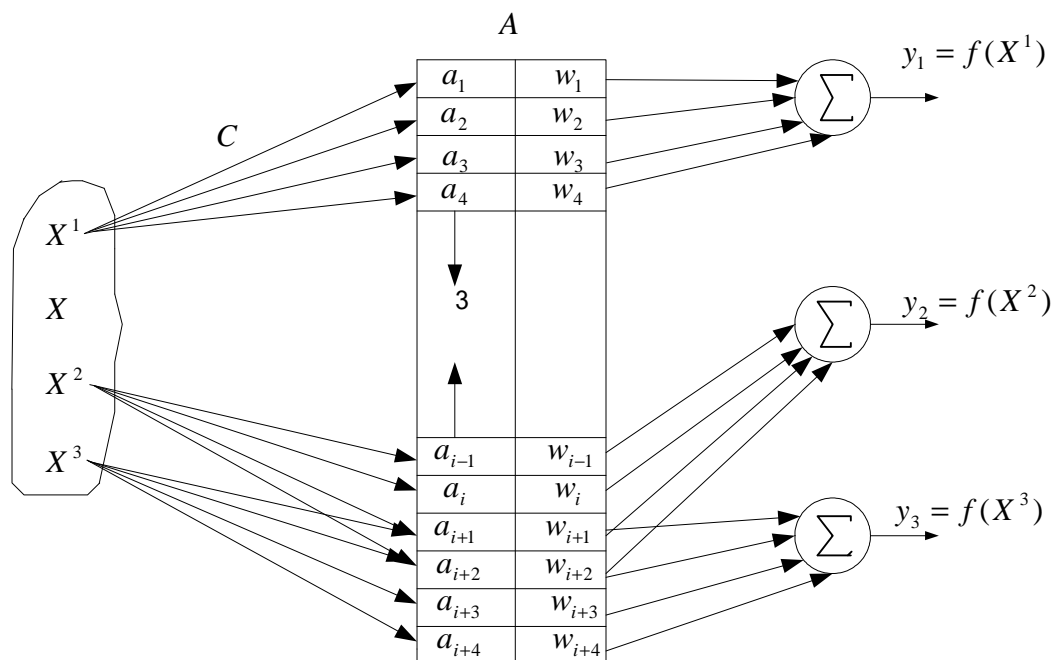 A
y₁ = f(X¹)
a₁ w₁
a₂ w₂
C
a₃ w₃
a₄ w₄
∑
X¹
X
3
X²
X³
y₂ = f(X²)
∑
aᵢ₋₁ wᵢ₋₁
aᵢ wᵢ
aᵢ₊₁ wᵢ₊₁
aᵢ₊₂ wᵢ₊₂
aᵢ₊₃ wᵢ₊₃
aᵢ₊₄ wᵢ₊₄
y₃ = f(X³)
∑